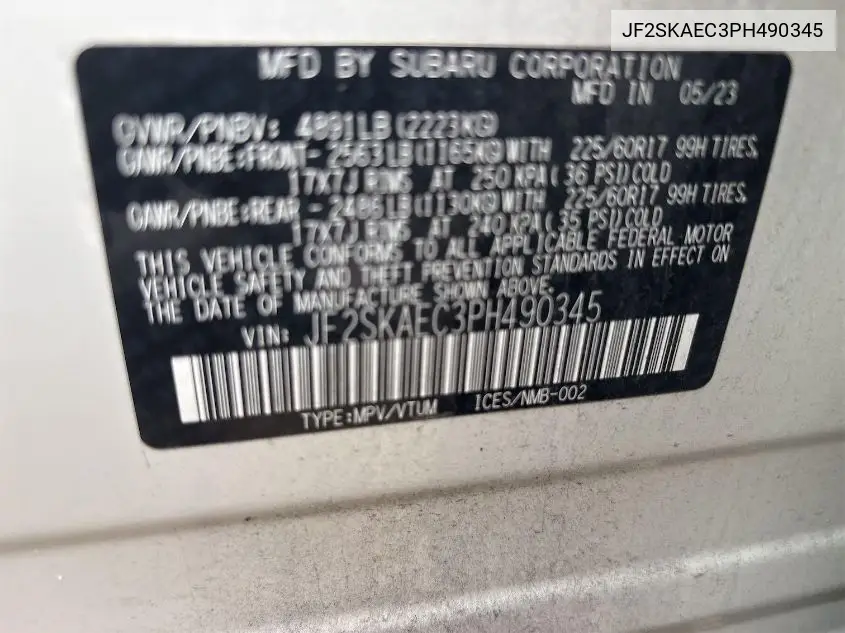 JF2SKAEC3PH490345
MFD BY SUBARU CORPORATION
MFD IN 05/23
GVWR/PNBV: 4901LB(2223KG)
GAWR/PNBE:FRONT-2563LB(1165KG)WITH 225/60R17 99H TIRES,
17X7J RIMS AT 250 KPA(36 PSI)COLD
GAWR/PNBE:REAR -2486LB(1130KG)WITH 225/60R17 99H TIRES,
17X7J RIMS AT 240 KPA(35 PSI)COLD
THIS VEHICLE CONFORMS TO ALL APPLICABLE FEDERAL MOTOR
VEHICLE SAFETY AND THEFT PREVENTION STANDARDS IN EFFECT ON
THE DATE OF MANUFACTURE SHOWN ABOVE.
VIN: JF2SKAEC3PH490345
TYPE:MPV/VTUM ICES/NMB-002